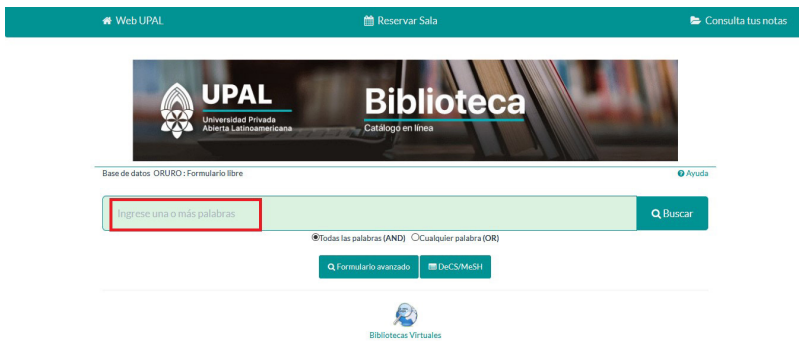 Web UPAL
Reservar Sala
Consulta tus notas
UPAL
Universidad Privada
Abierta Latinoamericana
Biblioteca
Catálogo en línea
Base de datos ORURO : Formulario libre
Ayuda
Ingrese una o más palabras
Buscar
Todas las palabras (AND) Cualquier palabra (OR)
Formulario avanzado
DeCS/MeSH
Bibliotecas Virtuales